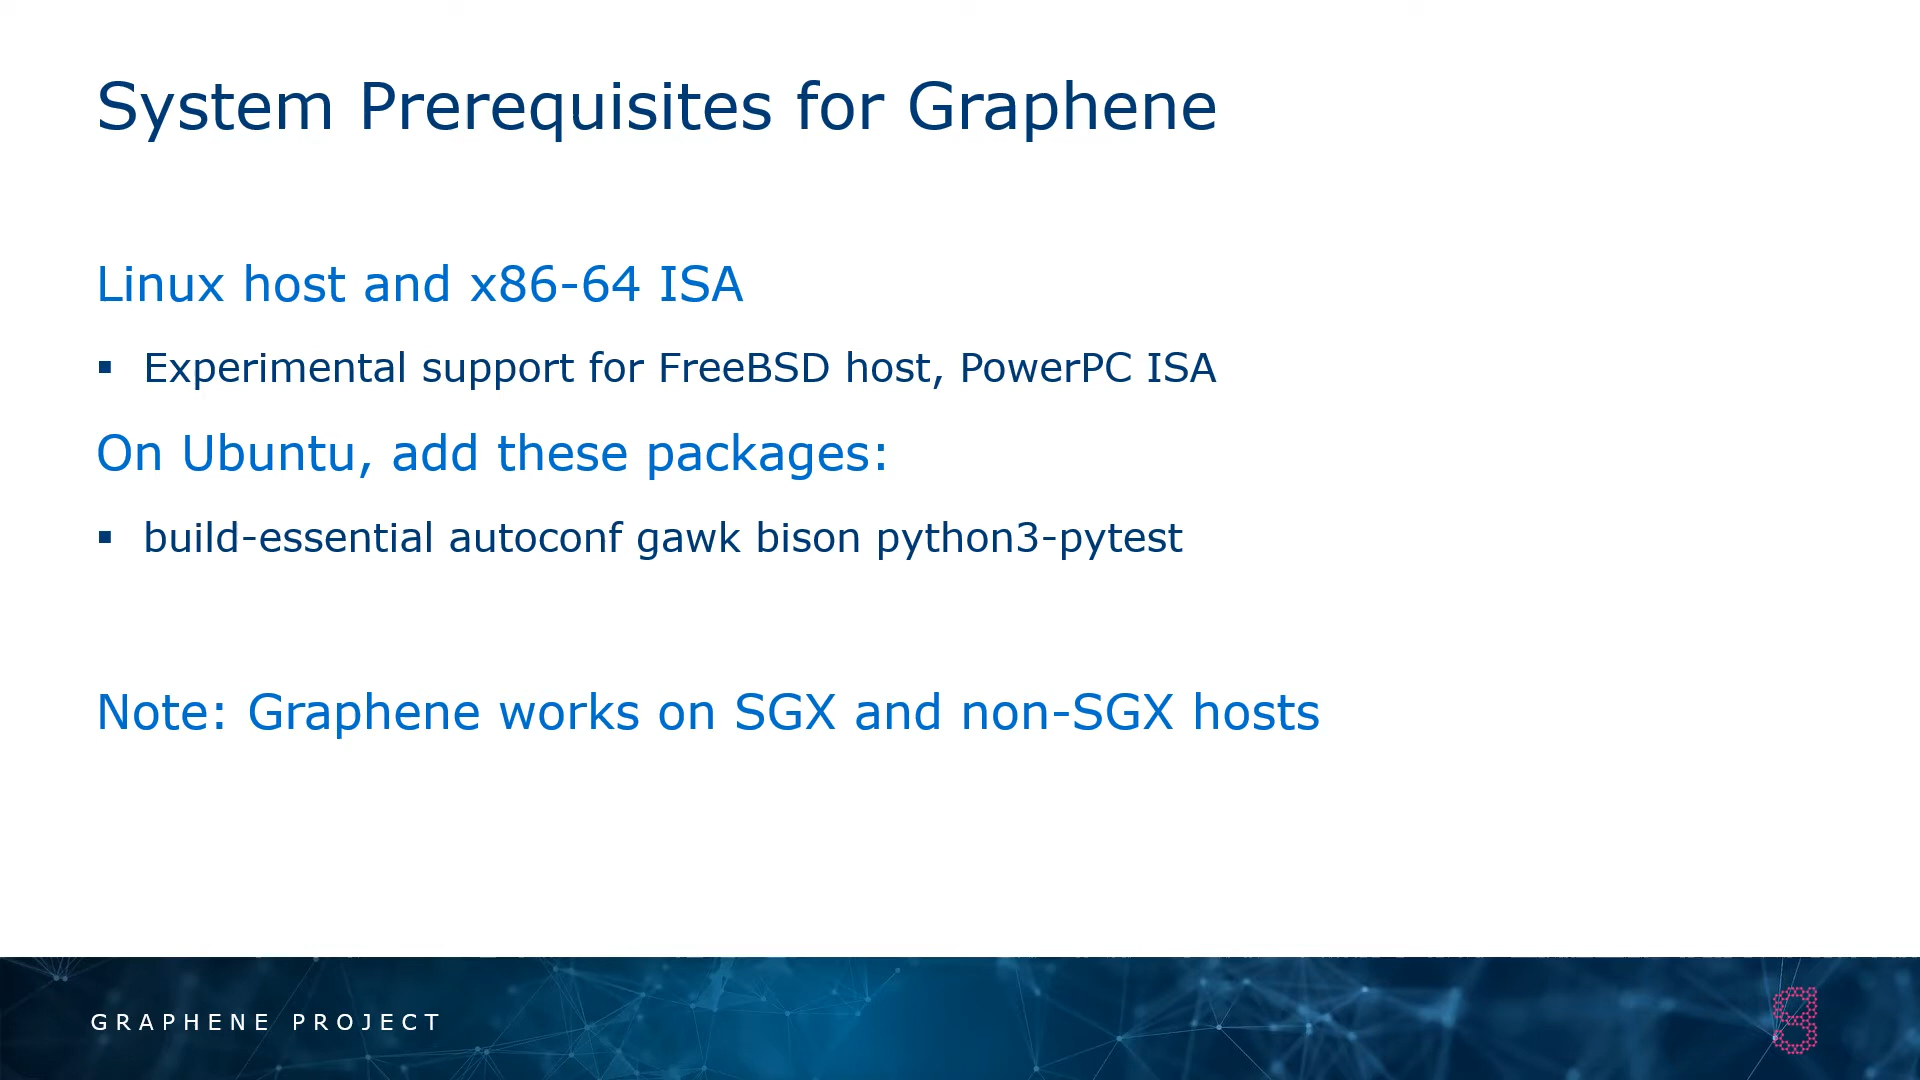 System Prerequisites for Graphene
Linux host and x86-64 ISA
▪ Experimental support for FreeBSD host, PowerPC ISA
On Ubuntu, add these packages:
▪ build-essential autoconf gawk bison python3-pytest
Note: Graphene works on SGX and non-SGX hosts
GRAPHENE PROJECT